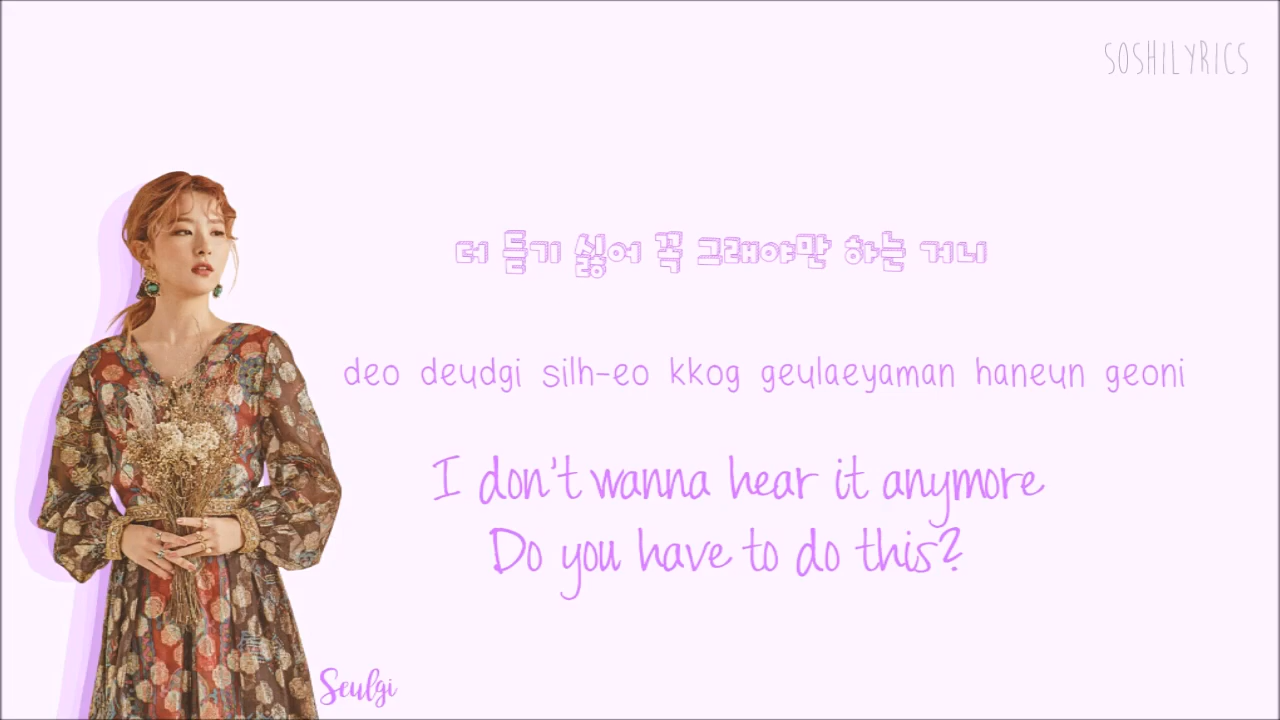 SOSHILYRICS
더 듣기 싫어 꼭 그래야만 하는 거니
deo deudgi silh-eo kkog geulaeyaman haneun geoni
I don't wanna hear it anymore
Do you have to do this?
Seulgi